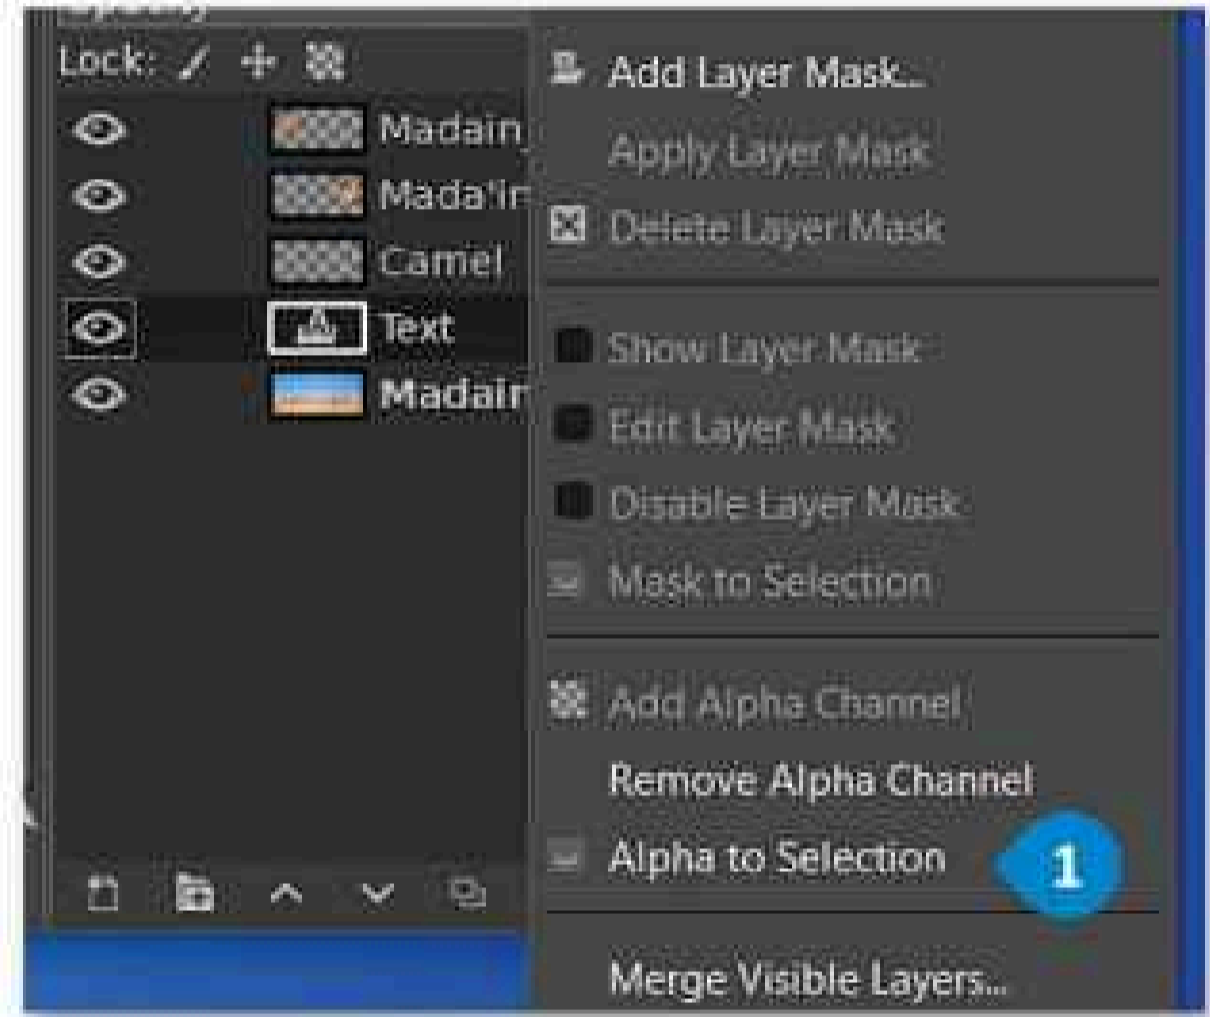 Lock:
Madain
Mada'in
Camel
Text
Madain
Add Layer Mask...
Apply Layer Mask
Delete Layer Mask
Show Layer Mask
Edit Layer Mask
Disable Layer Mask
Mask to Selection
Add Alpha Channel
Remove Alpha Channel
Alpha to Selection
1
Merge Visible Layers...